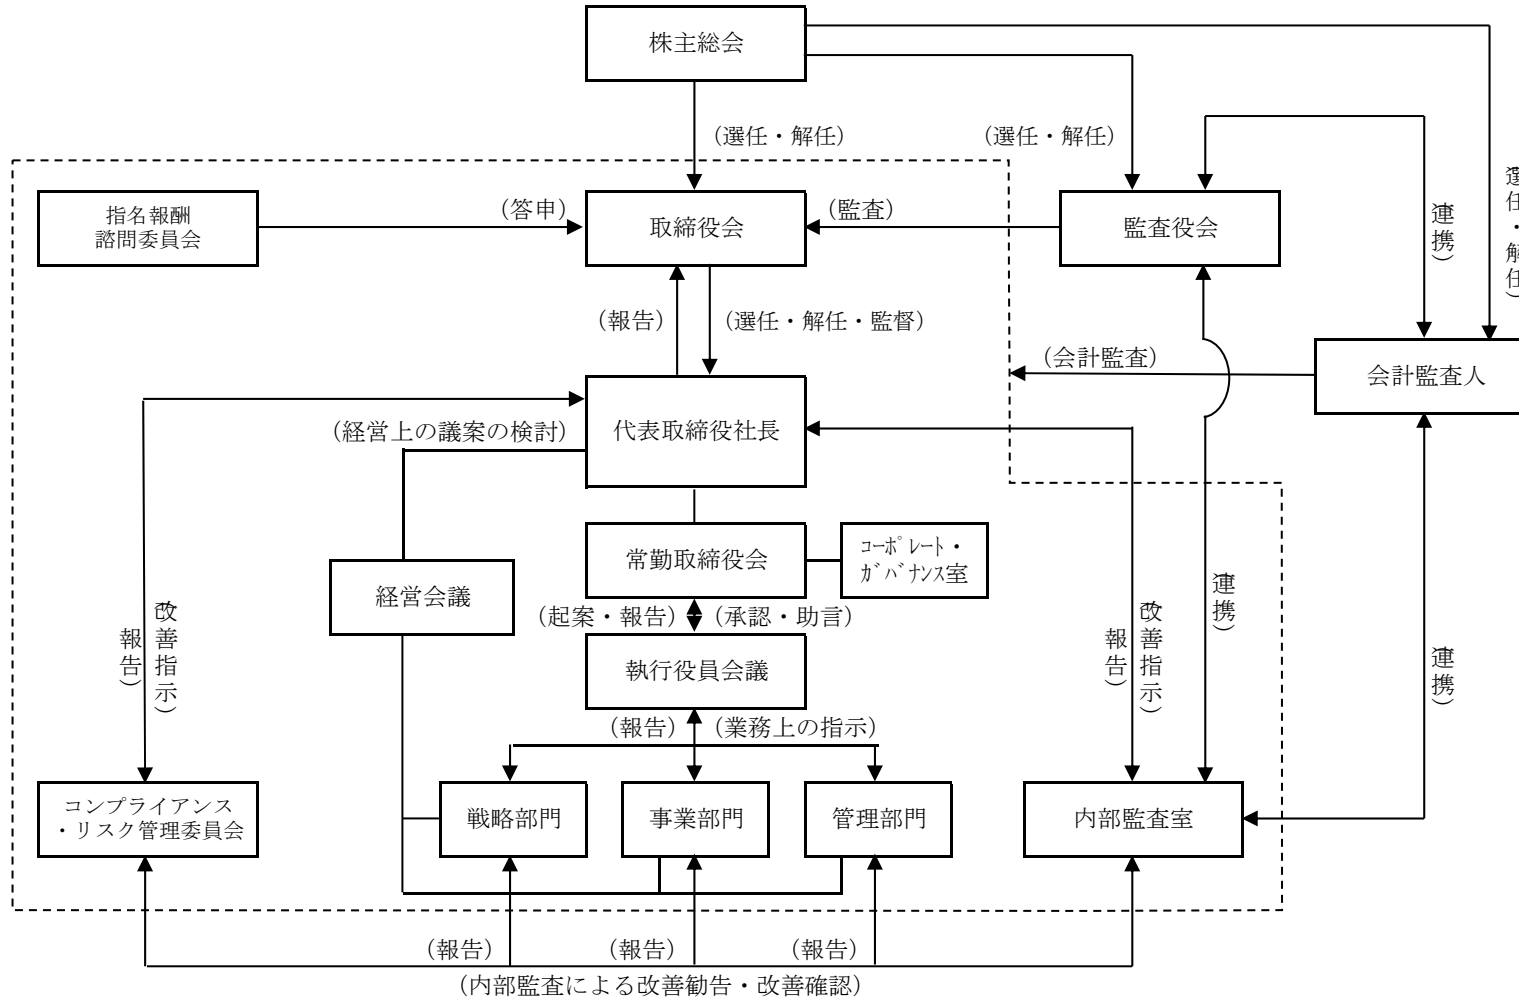 株主総会
(選任・解任)
(選任・解任)
選任・解任)
指名報酬
諮問委員会
(答申)
取締役会
(監査)
監査役会
連携)
(報告)
(選任・解任・監督)
(会計監査)
会計監査人
代表取締役社長
(経営上の議案の検討)
常勤取締役会
コーポレート・
ガバナンス室
経営会議
(起案・報告)
(承認・助言)
執行役員会議
改善指示)
報告)
改善指示)
報告)
連携)
連携)
(報告)
(業務上の指示)
コンプライアンス
・リスク管理委員会
戦略部門
事業部門
管理部門
内部監査室
(報告)
(報告)
(報告)
(内部監査による改善勧告・改善確認)